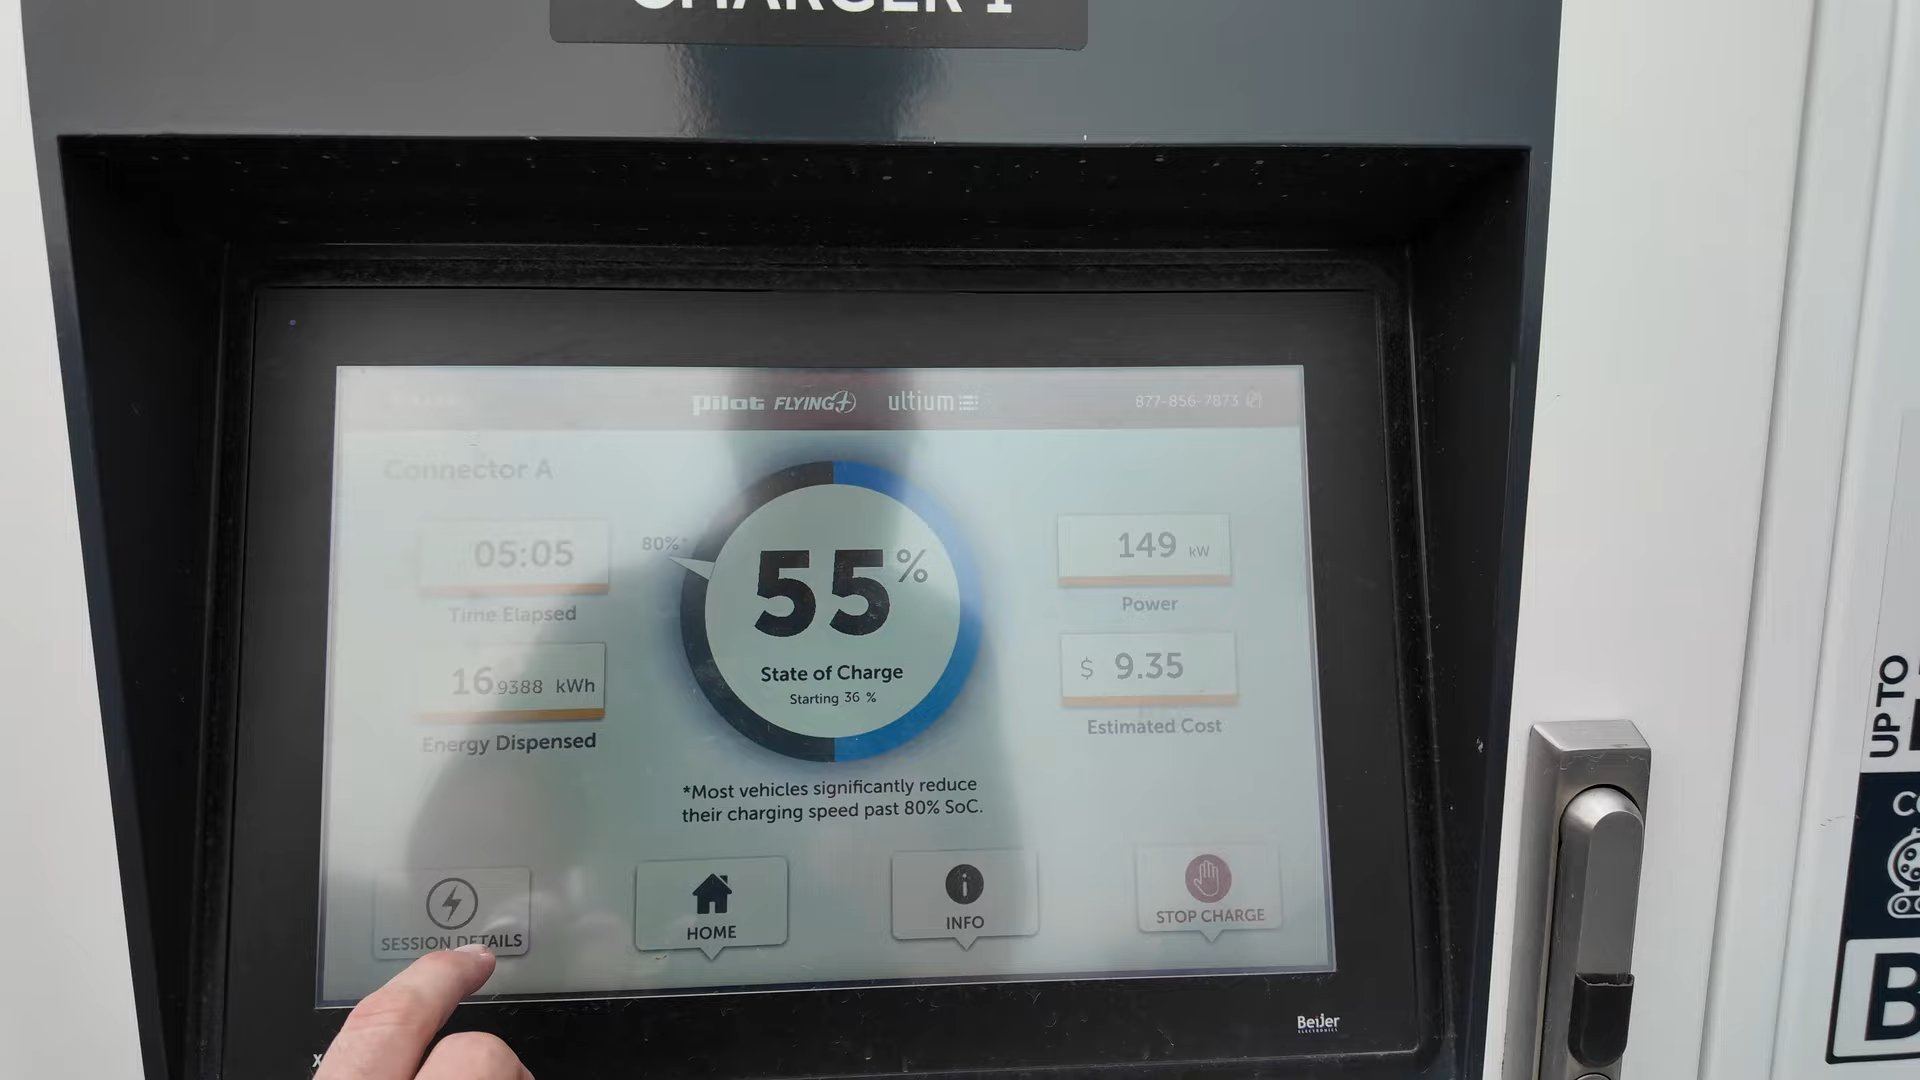 CHARGER 1
pilot FLYING J ultium
877-856-7873
Connector A
05:05
Time Elapsed
16.9388 kWh
Energy Dispensed
80%*
55%
State of Charge
Starting 36 %
149 kW
Power
$ 9.35
Estimated Cost
*Most vehicles significantly reduce
their charging speed past 80% SoC.
SESSION DETAILS
HOME
INFO
STOP CHARGE
Beijer
ELECTRONICS
X
UP TO
B